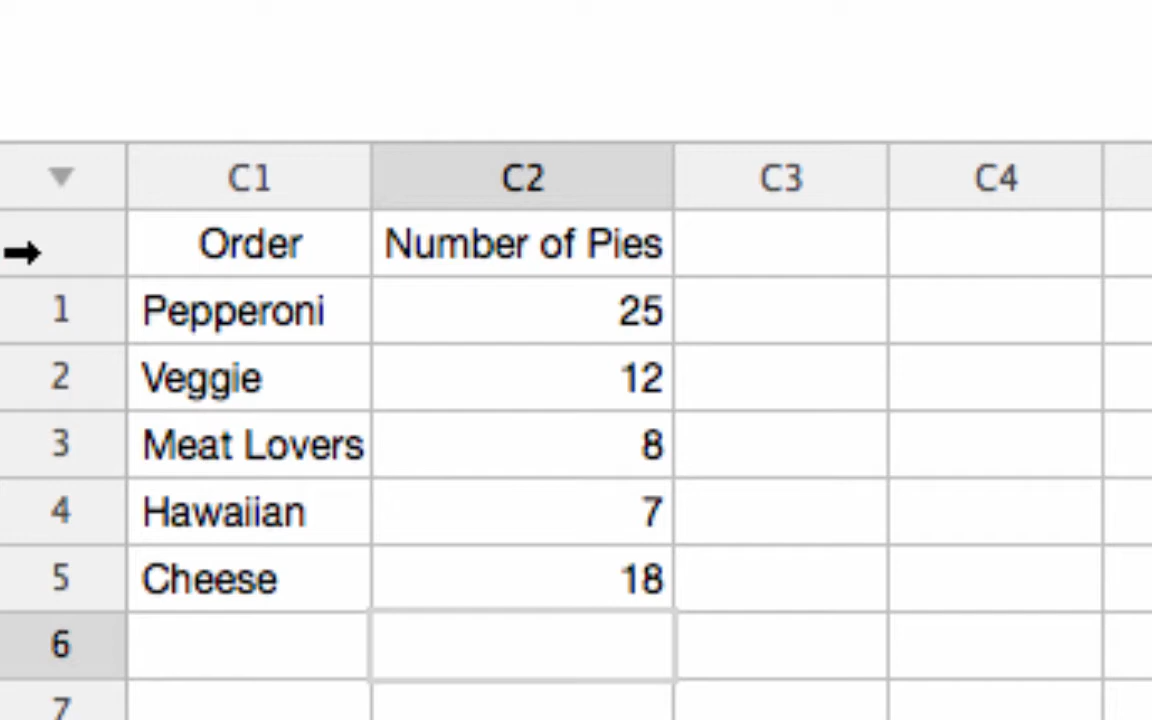 C1 C2 C3 C4
Order Number of Pies
1 Pepperoni 25
2 Veggie 12
3 Meat Lovers 8
4 Hawaiian 7
5 Cheese 18
6
7